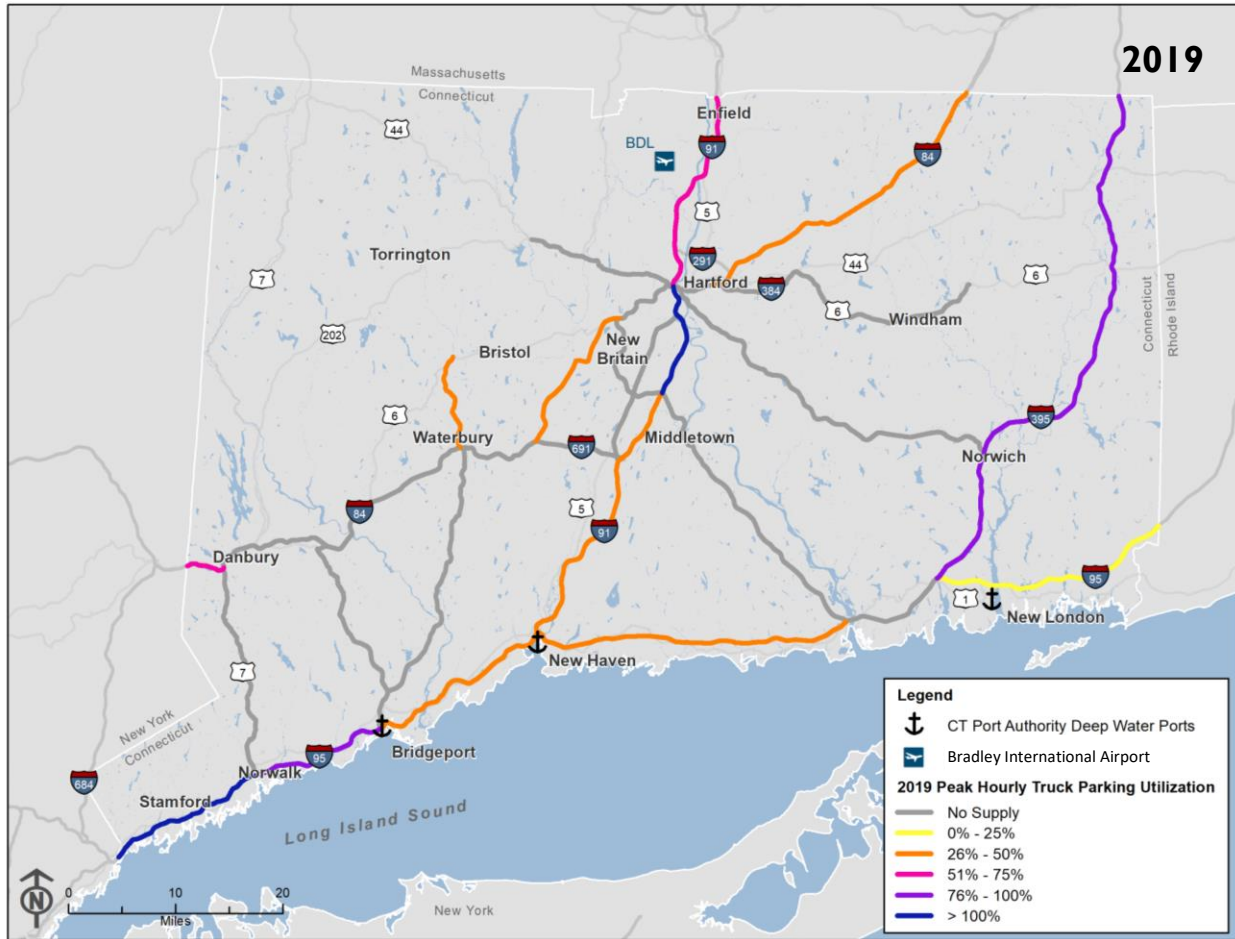 2019
Massachusetts
Connecticut
Enfield
44
BDL
91
84
5
Torrington
7
291
Hartford
44
6
384
Connecticut
Rhode Island
202
6
Windham
Bristol
New
Britain
6
Waterbury
Middletown
395
691
Norwich
84
5
91
Danbury
95
1
New London
New Haven
7
New York
Connecticut
Bridgeport
95
Norwalk
684
Stamford
Long Island Sound
N
0 10 20
Miles
New York
Legend
CT Port Authority Deep Water Ports
Bradley International Airport
2019 Peak Hourly Truck Parking Utilization
No Supply
0% - 25%
26% - 50%
51% - 75%
76% - 100%
> 100%